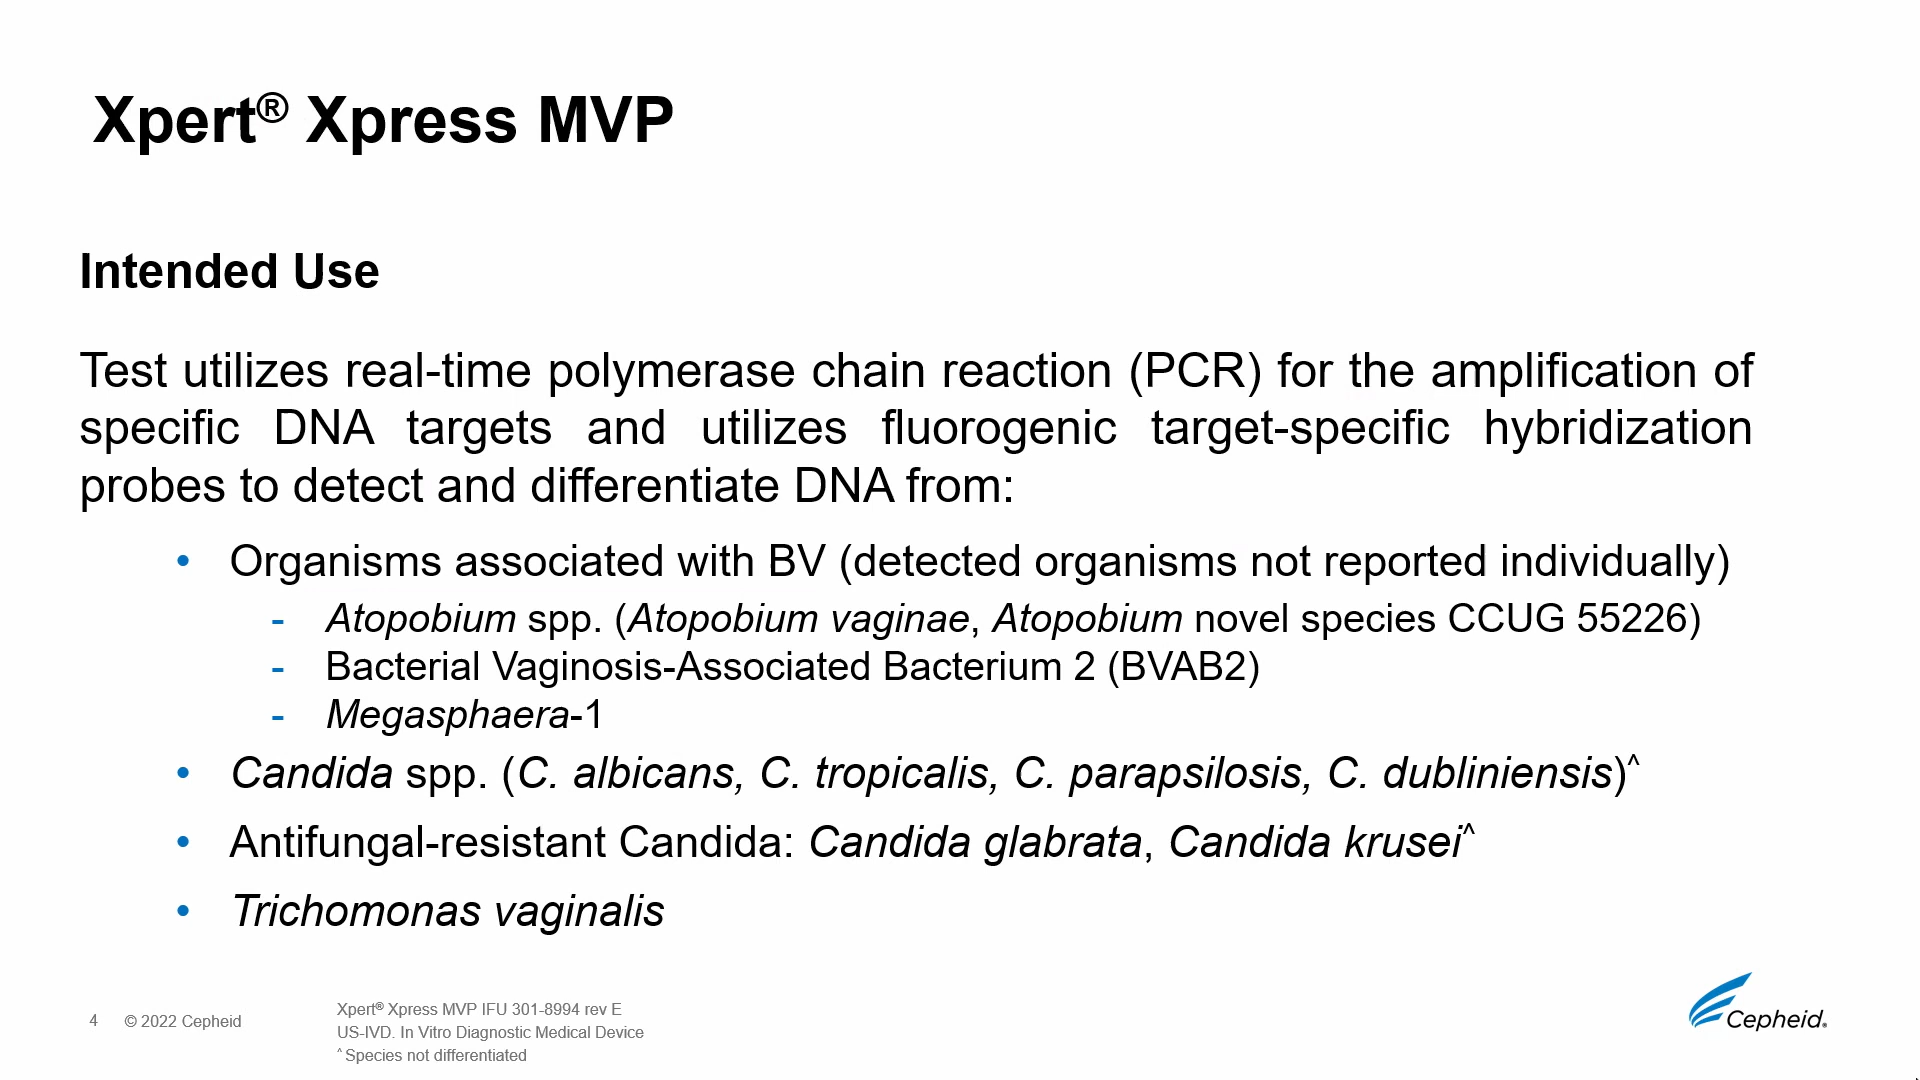 Xpert® Xpress MVP
Intended Use
Test utilizes real-time polymerase chain reaction (PCR) for the amplification of
specific DNA targets and utilizes fluorogenic target-specific hybridization
probes to detect and differentiate DNA from:
• Organisms associated with BV (detected organisms not reported individually)
- Atopobium spp. (Atopobium vaginae, Atopobium novel species CCUG 55226)
- Bacterial Vaginosis-Associated Bacterium 2 (BVAB2)
- Megasphaera-1
• Candida spp. (C. albicans, C. tropicalis, C. parapsilosis, C. dubliniensis)^
• Antifungal-resistant Candida: Candida glabrata, Candida krusei^
• Trichomonas vaginalis
4 © 2022 Cepheid
Xpert® Xpress MVP IFU 301-8994 rev E
US-IVD. In Vitro Diagnostic Medical Device
^ Species not differentiated
Cepheid®